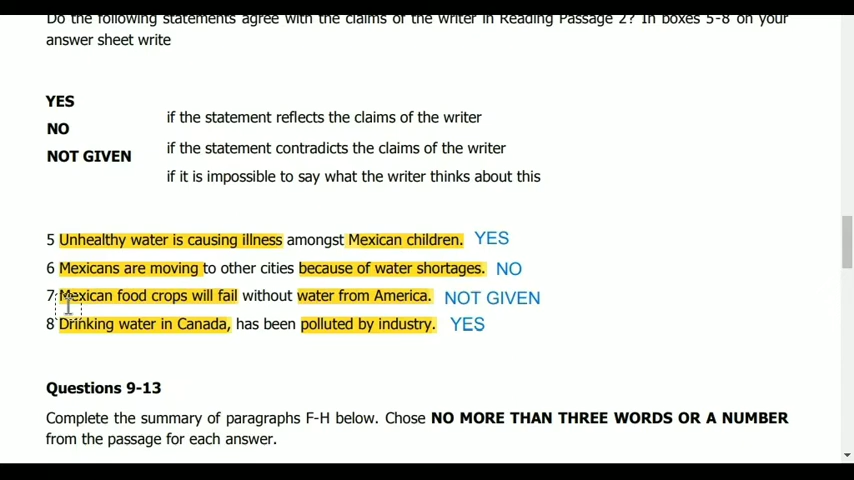 Do the following statements agree with the claims of the writer in Reading Passage 2? In boxes 5-8 on your
answer sheet write
YES
if the statement reflects the claims of the writer
NO
if the statement contradicts the claims of the writer
NOT GIVEN
if it is impossible to say what the writer thinks about this
5 Unhealthy water is causing illness amongst Mexican children. YES
6 Mexicans are moving to other cities because of water shortages. NO
7 Mexican food crops will fail without water from America. NOT GIVEN
8 Drinking water in Canada, has been polluted by industry. YES
Questions 9-13
Complete the summary of paragraphs F-H below. Chose NO MORE THAN THREE WORDS OR A NUMBER
from the passage for each answer.